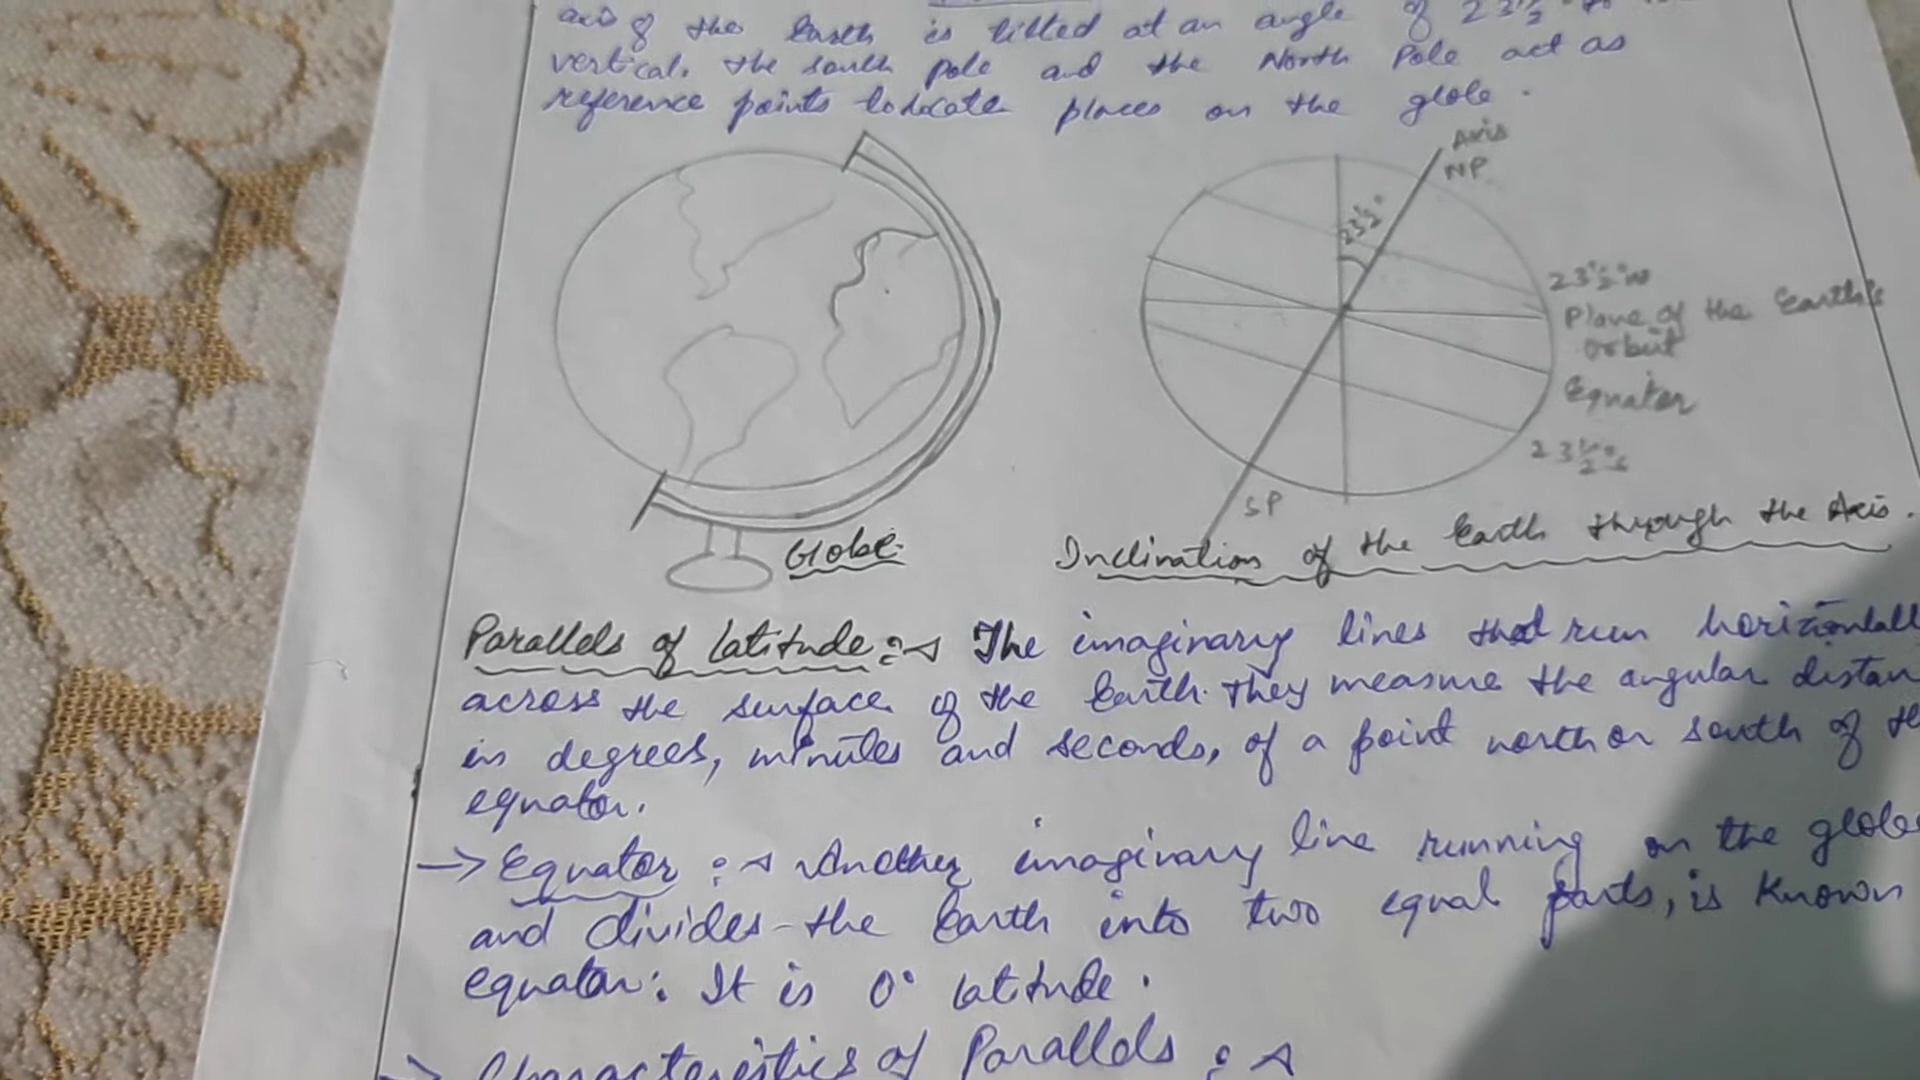 axis of the Earth is tilted at an angle of 23½°
vertical. The south pole and the North Pole act as
reference points to locate places on the globe.
Axis
NP
23½°
23½°N
Plane of the Earth's
orbit
Equator
23½°S
SP
Globe
Inclination of the Earth through the Axis.
Parallels of Latitude:→ The imaginary lines that run horizontall
across the surface of the Earth. They measure the angular distan
in degrees, minutes and seconds, of a point north or south of th
equator.
→ Equator :→ Another imaginary line running on the globe
and divides the Earth into two equal parts, is known
equator. It is 0° latitude.
→ Characteristics of Parallels :→